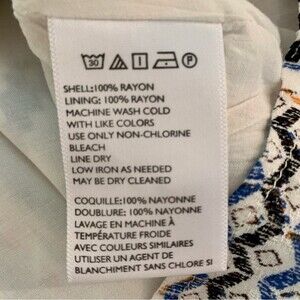 30 P
SHELL:100% RAYON
LINING: 100% RAYON
MACHINE WASH COLD
WITH LIKE COLORS
USE ONLY NON-CHLORINE
BLEACH
LINE DRY
LOW IRON AS NEEDED
MAY BE DRY CLEANED
COQUILLE:100% NAYONNE
DOUBLURE: 100% NAYONNE
LAVAGE EN MACHINE À
TEMPÉRATURE FROIDE
AVEC COULEURS SIMILAIRES
UTILISER UN AGENT DE
BLANCHIMENT SANS CHLORE SI